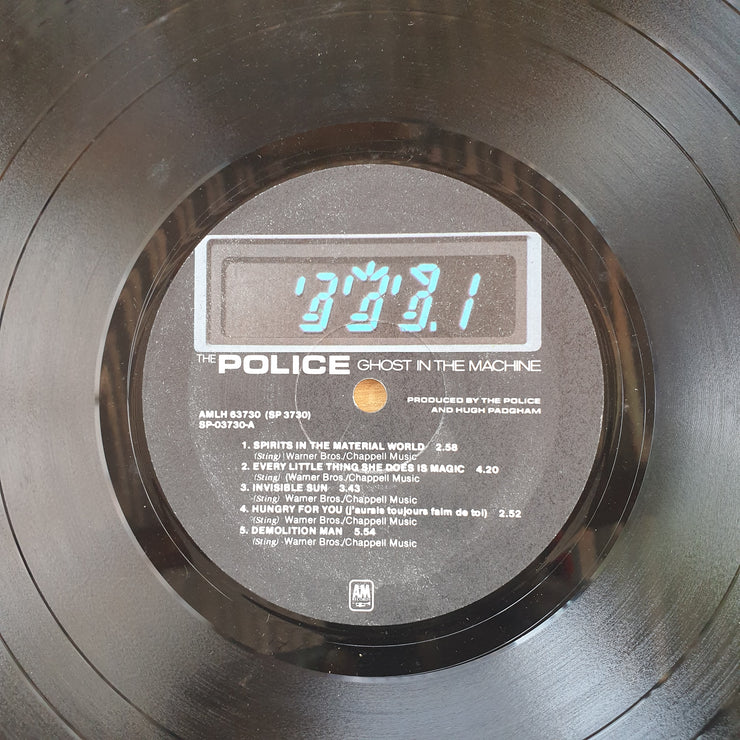 THE POLICE GHOST IN THE MACHINE
PRODUCED BY THE POLICE
AND HUGH PADGHAM
AMLH 63730 (SP 3730)
SP-03730-A
1. SPIRITS IN THE MATERIAL WORLD 2.58
(Sting) Warner Bros./Chappell Music
2. EVERY LITTLE THING SHE DOES IS MAGIC 4.20
(Sting) (Warner Bros./Chappell Music
3. INVISIBLE SUN 3.43
(Sting) Warner Bros./Chappell Music
4. HUNGRY FOR YOU (j'aurais toujours faim de toi) 2.52
(Sting) Warner Bros./Chappell Music
5. DEMOLITION MAN 5.54
(Sting) Warner Bros./Chappell Music
AM